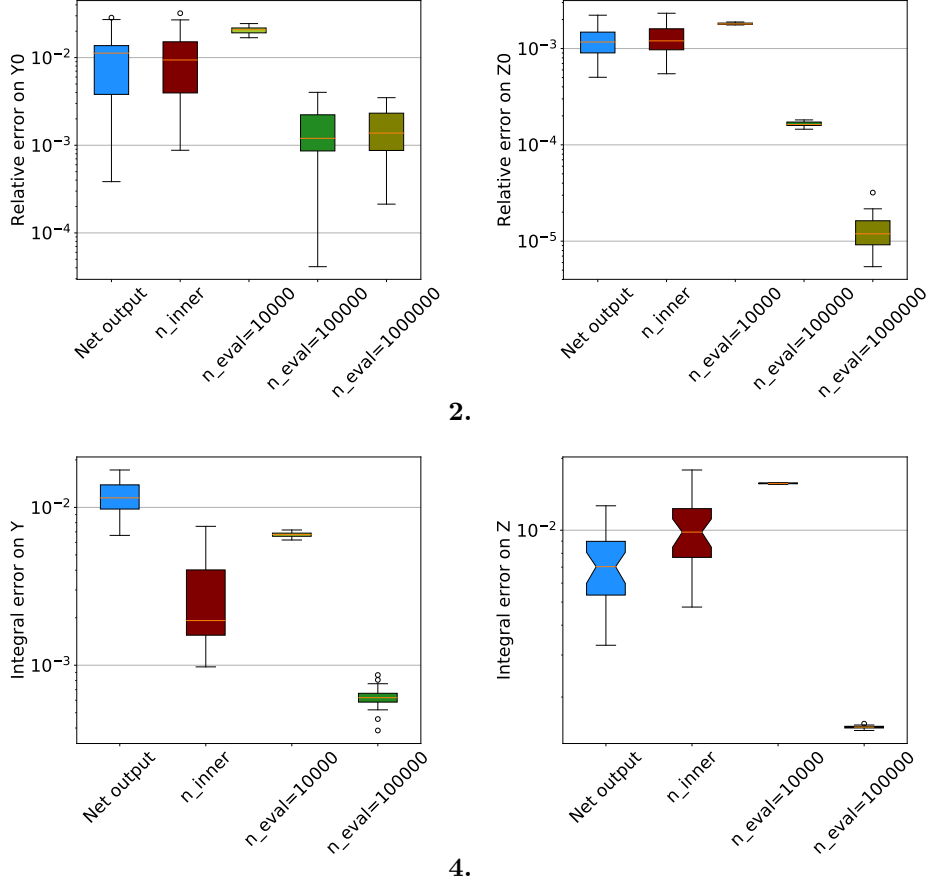 Relative error on Y0
10⁻²
10⁻³
10⁻⁴
Net output
n_inner
n_eval=10000
n_eval=100000
n_eval=1000000
Relative error on Z0
10⁻³
10⁻⁴
10⁻⁵
Net output
n_inner
n_eval=10000
n_eval=100000
n_eval=1000000
2.
Integral error on Y
10⁻²
10⁻³
Net output
n_inner
n_eval=10000
n_eval=100000
Integral error on Z
10⁻²
Net output
n_inner
n_eval=10000
n_eval=100000
4.